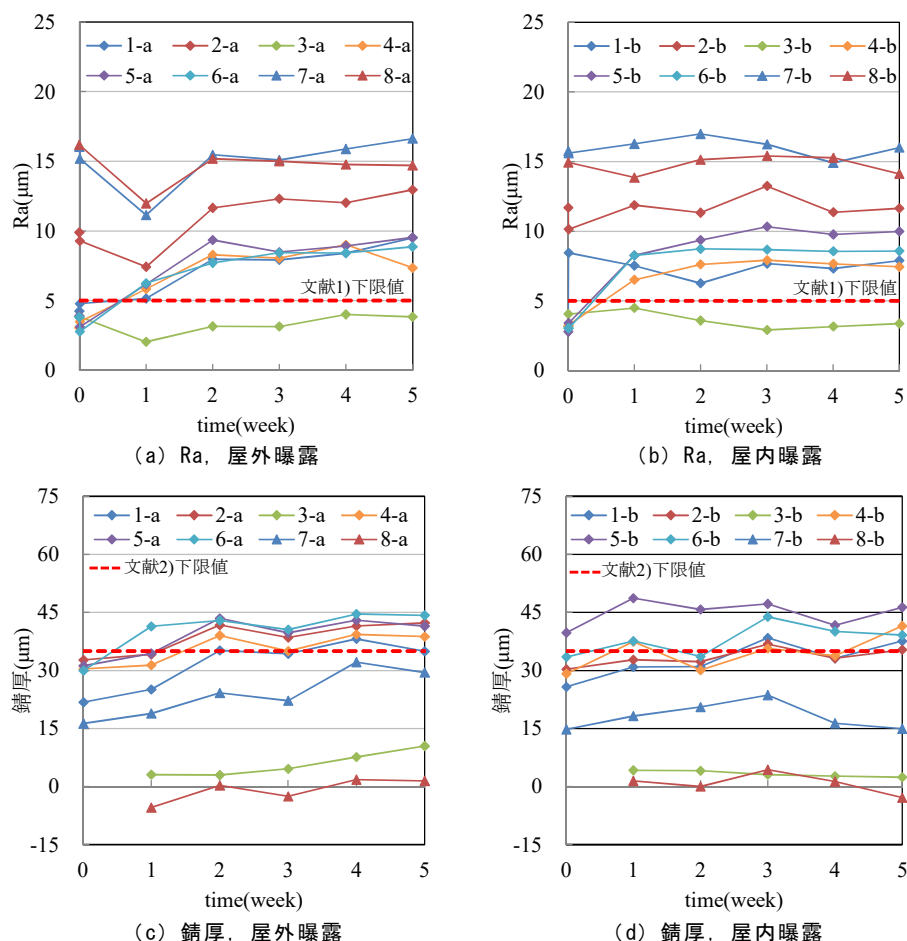 25
20
15
10
5
0
Ra(μm)
1-a 2-a 3-a 4-a
5-a 6-a 7-a 8-a
文献1)下限値
0 1 2 3 4 5
time(week)
(a) Ra, 屋外曝露
25
20
15
10
5
0
Ra(μm)
1-b 2-b 3-b 4-b
5-b 6-b 7-b 8-b
文献1)下限値
0 1 2 3 4 5
time(week)
(b) Ra, 屋内曝露
75
60
45
30
15
0
-15
錆厚(μm)
1-a 2-a 3-a 4-a
5-a 6-a 7-a 8-a
文献2)下限値
0 1 2 3 4 5
time(week)
(c) 錆厚, 屋外曝露
75
60
45
30
15
0
-15
錆厚(μm)
1-b 2-b 3-b 4-b
5-b 6-b 7-b 8-b
文献2)下限値
0 1 2 3 4 5
time(week)
(d) 錆厚, 屋内曝露